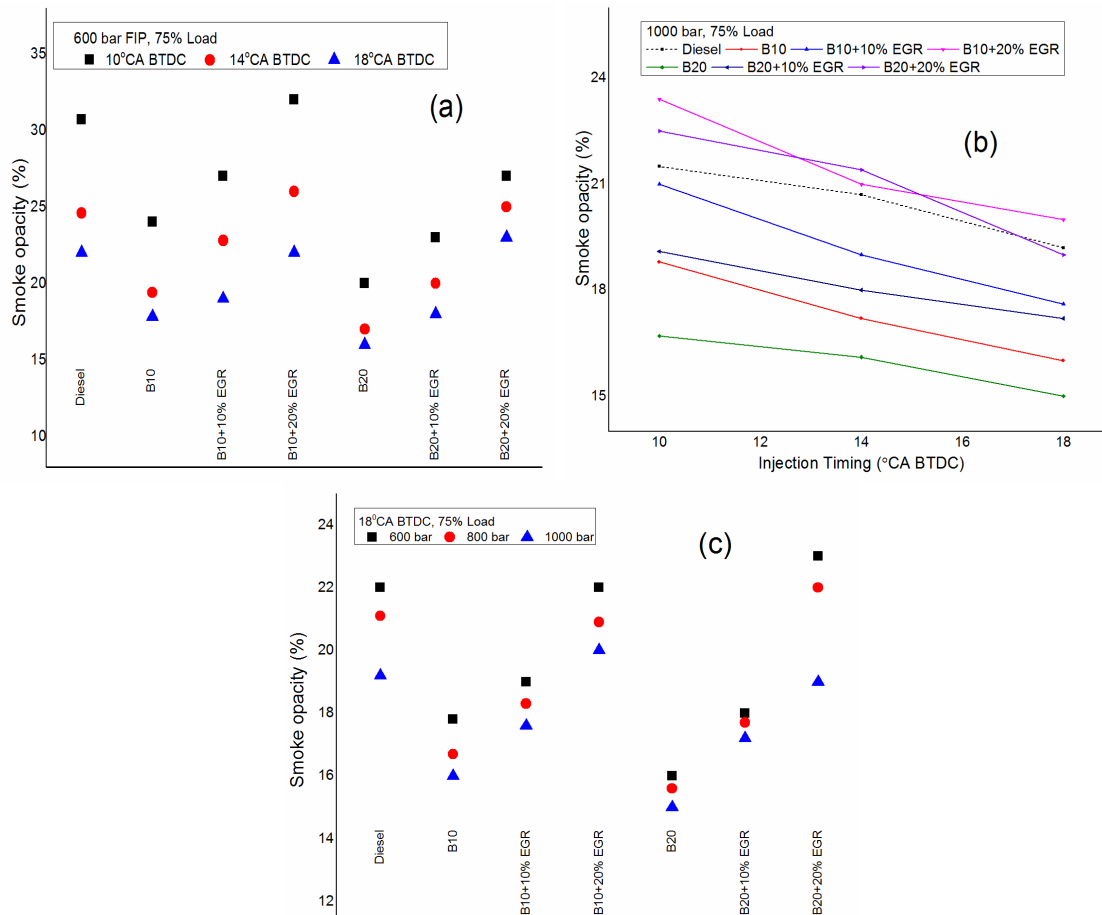 600 bar FIP, 75% Load
10°CA BTDC 14°CA BTDC 18°CA BTDC
(a)
Smoke opacity (%)
35
30
25
20
15
10
Diesel
B10
B10+10% EGR
B10+20% EGR
B20
B20+10% EGR
B20+20% EGR
1000 bar, 75% Load
Diesel B10 B10+10% EGR B10+20% EGR
B20 B20+10% EGR B20+20% EGR
(b)
Smoke opacity (%)
24
21
18
15
10 12 14 16 18
Injection Timing (°CA BTDC)
18⁰CA BTDC, 75% Load
600 bar 800 bar 1000 bar
(c)
Smoke opacity (%)
24
22
20
18
16
14
12
Diesel
B10
B10+10% EGR
B10+20% EGR
B20
B20+10% EGR
B20+20% EGR